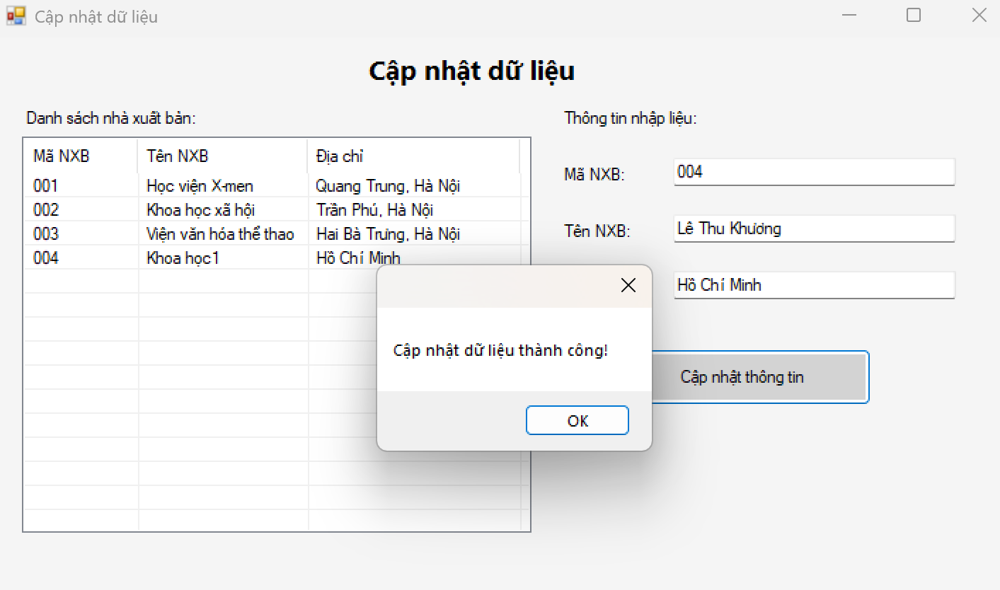 Cập nhật dữ liệu
Cập nhật dữ liệu
Danh sách nhà xuất bản:
Mã NXB Tên NXB Địa chỉ
001 Học viện X-men Quang Trung, Hà Nội
002 Khoa học xã hội Trần Phú, Hà Nội
003 Viện văn hóa thể thao Hai Bà Trưng, Hà Nội
004 Khoa học1 Hồ Chí Minh
Thông tin nhập liệu:
Mã NXB: 004
Tên NXB: Lê Thu Khương
Hồ Chí Minh
Cập nhật thông tin
Cập nhật dữ liệu thành công!
OK